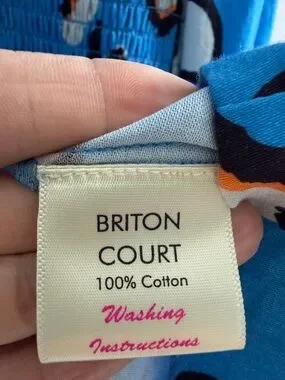 BRITON
COURT
100% Cotton
Washing
Instructions